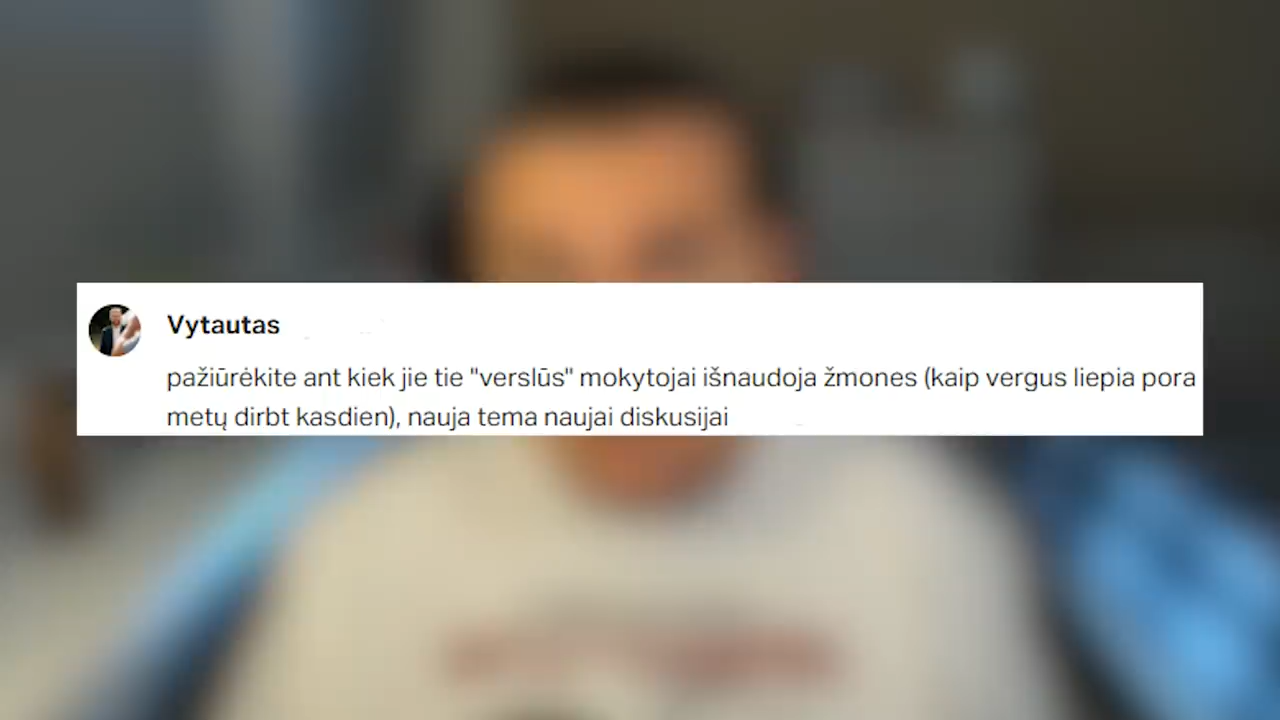 Vytautas
pažiūrėkite ant kiek jie tie "verslūs" mokytojai išnaudoja žmones (kaip vergus liepia pora
metų dirbt kasdien), nauja tema naujai diskusijai